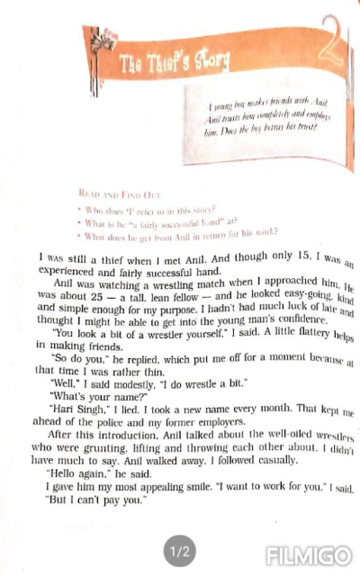 2
The Thief's Story
A young boy makes friends with Anil.
Anil trusts him completely and employs
him. Does the boy betray his trust?
READ AND FIND OUT
• Who does 'I' refer to in this story?
• What is he “a fairly successful hand” at?
• What does he get from Anil in return for his work?
I WAS still a thief when I met Anil. And though only 15, I was an
experienced and fairly successful hand.
Anil was watching a wrestling match when I approached him. He
was about 25 — a tall, lean fellow — and he looked easy-going, kind
and simple enough for my purpose. I hadn't had much luck of late and
thought I might be able to get into the young man's confidence.
“You look a bit of a wrestler yourself,” I said. A little flattery helps
in making friends.
“So do you,” he replied, which put me off for a moment because at
that time I was rather thin.
“Well,” I said modestly, “I do wrestle a bit.”
“What's your name?”
“Hari Singh,” I lied. I took a new name every month. That kept me
ahead of the police and my former employers.
After this introduction, Anil talked about the well-oiled wrestlers
who were grunting, lifting and throwing each other about. I didn't
have much to say. Anil walked away. I followed casually.
“Hello again,” he said.
I gave him my most appealing smile. “I want to work for you,” I said.
“But I can't pay you.”
1/2
FILMIGO